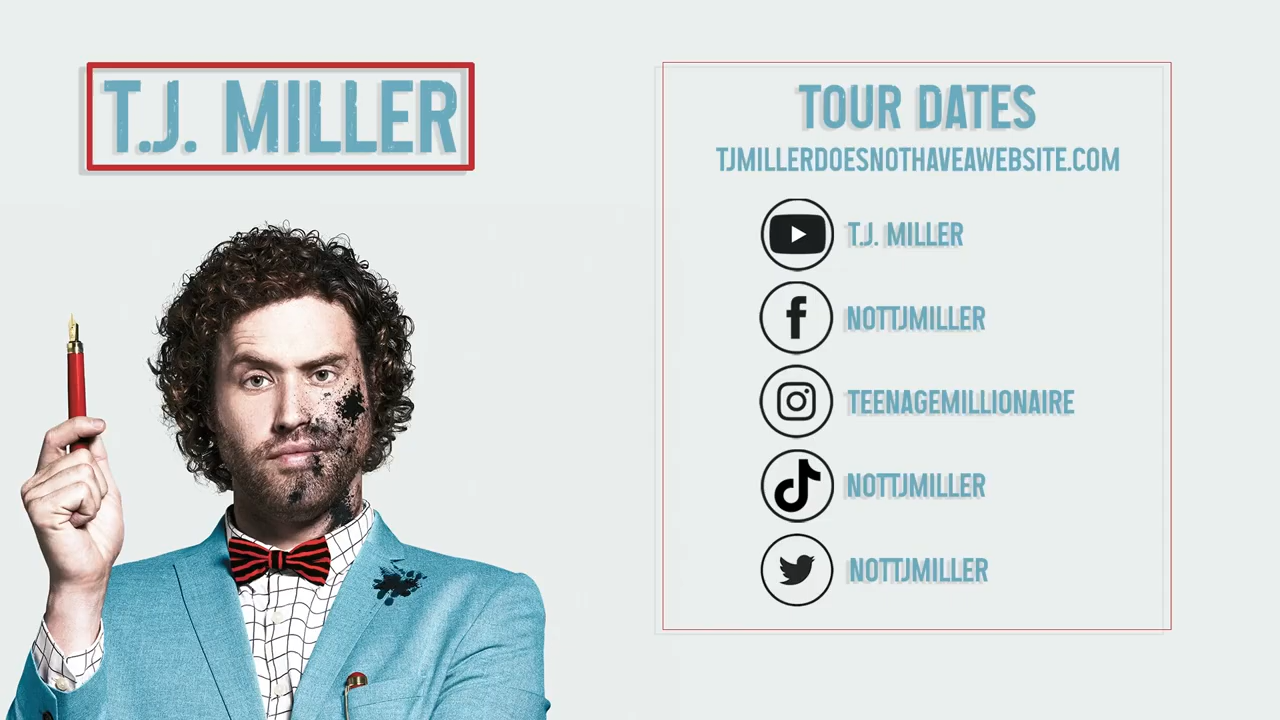 T.J. MILLER
TOUR DATES
TJMILLERDOESNOTHAVEAWEBSITE.COM
T.J. MILLER
NOTTJMILLER
TEENAGEMILLIONAIRE
NOTTJMILLER
NOTTJMILLER